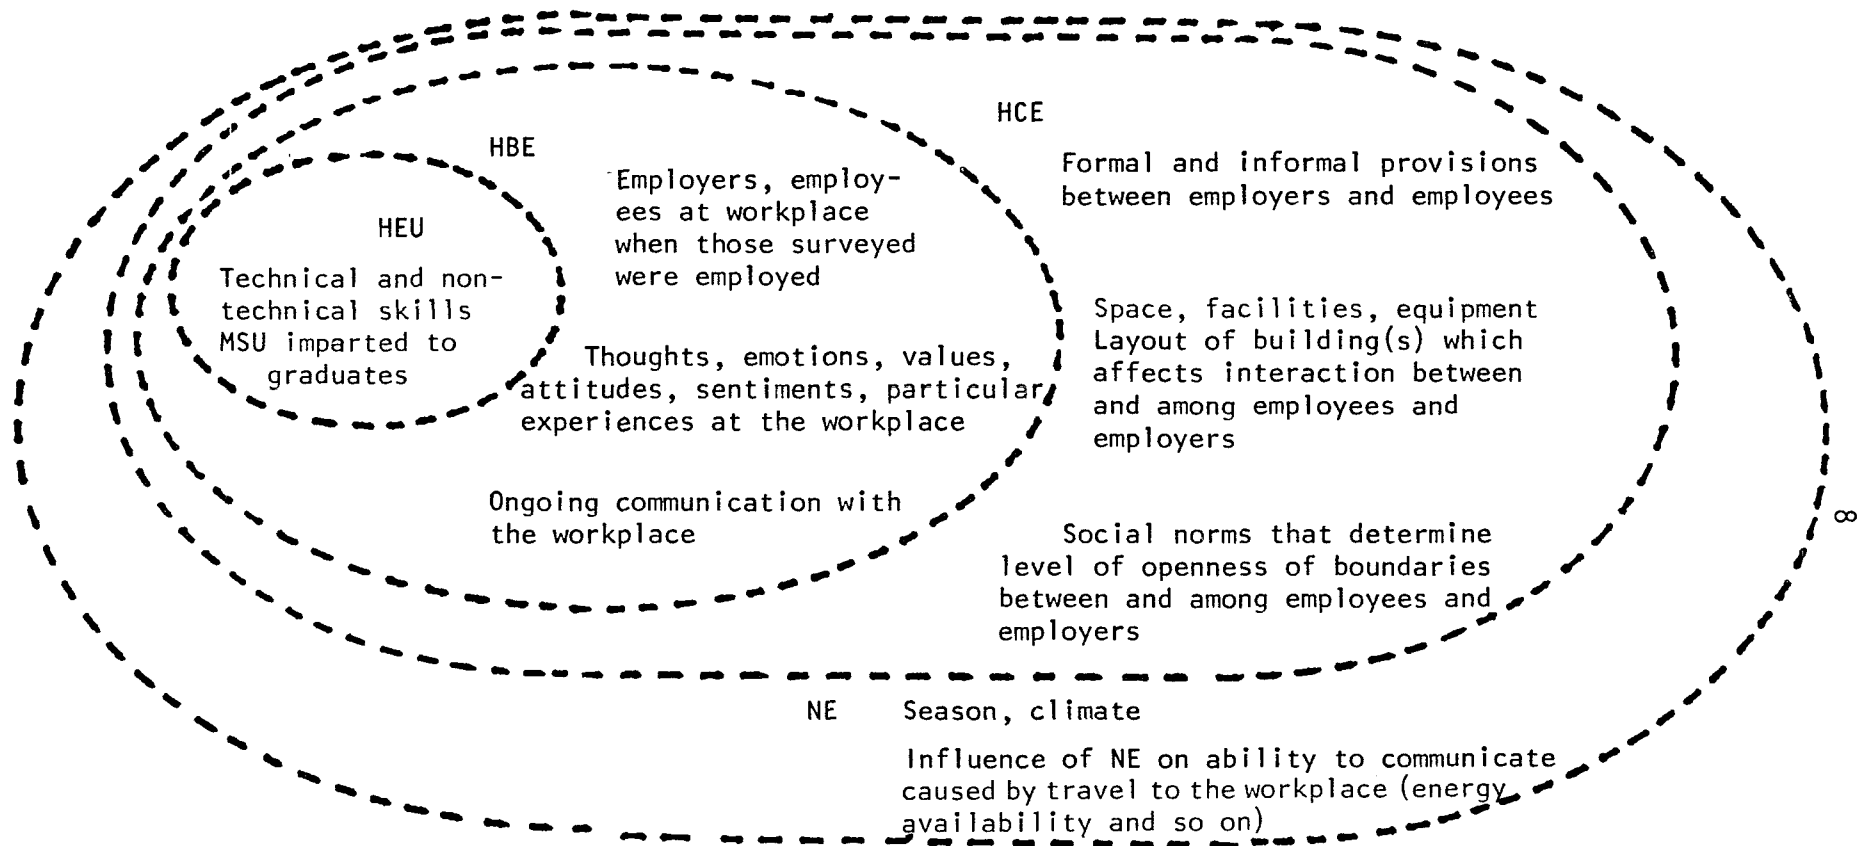 HEU
Technical and non-
technical skills
MSU imparted to
graduates
HBE
Employers, employ-
ees at workplace
when those surveyed
were employed
Thoughts, emotions, values,
attitudes, sentiments, particular
experiences at the workplace
Ongoing communication with
the workplace
HCE
Formal and informal provisions
between employers and employees
Space, facilities, equipment
Layout of building(s) which
affects interaction between
and among employees and
employers
Social norms that determine
level of openness of boundaries
between and among employees and
employers
NE Season, climate
Influence of NE on ability to communicate
caused by travel to the workplace (energy
availability and so on)
8